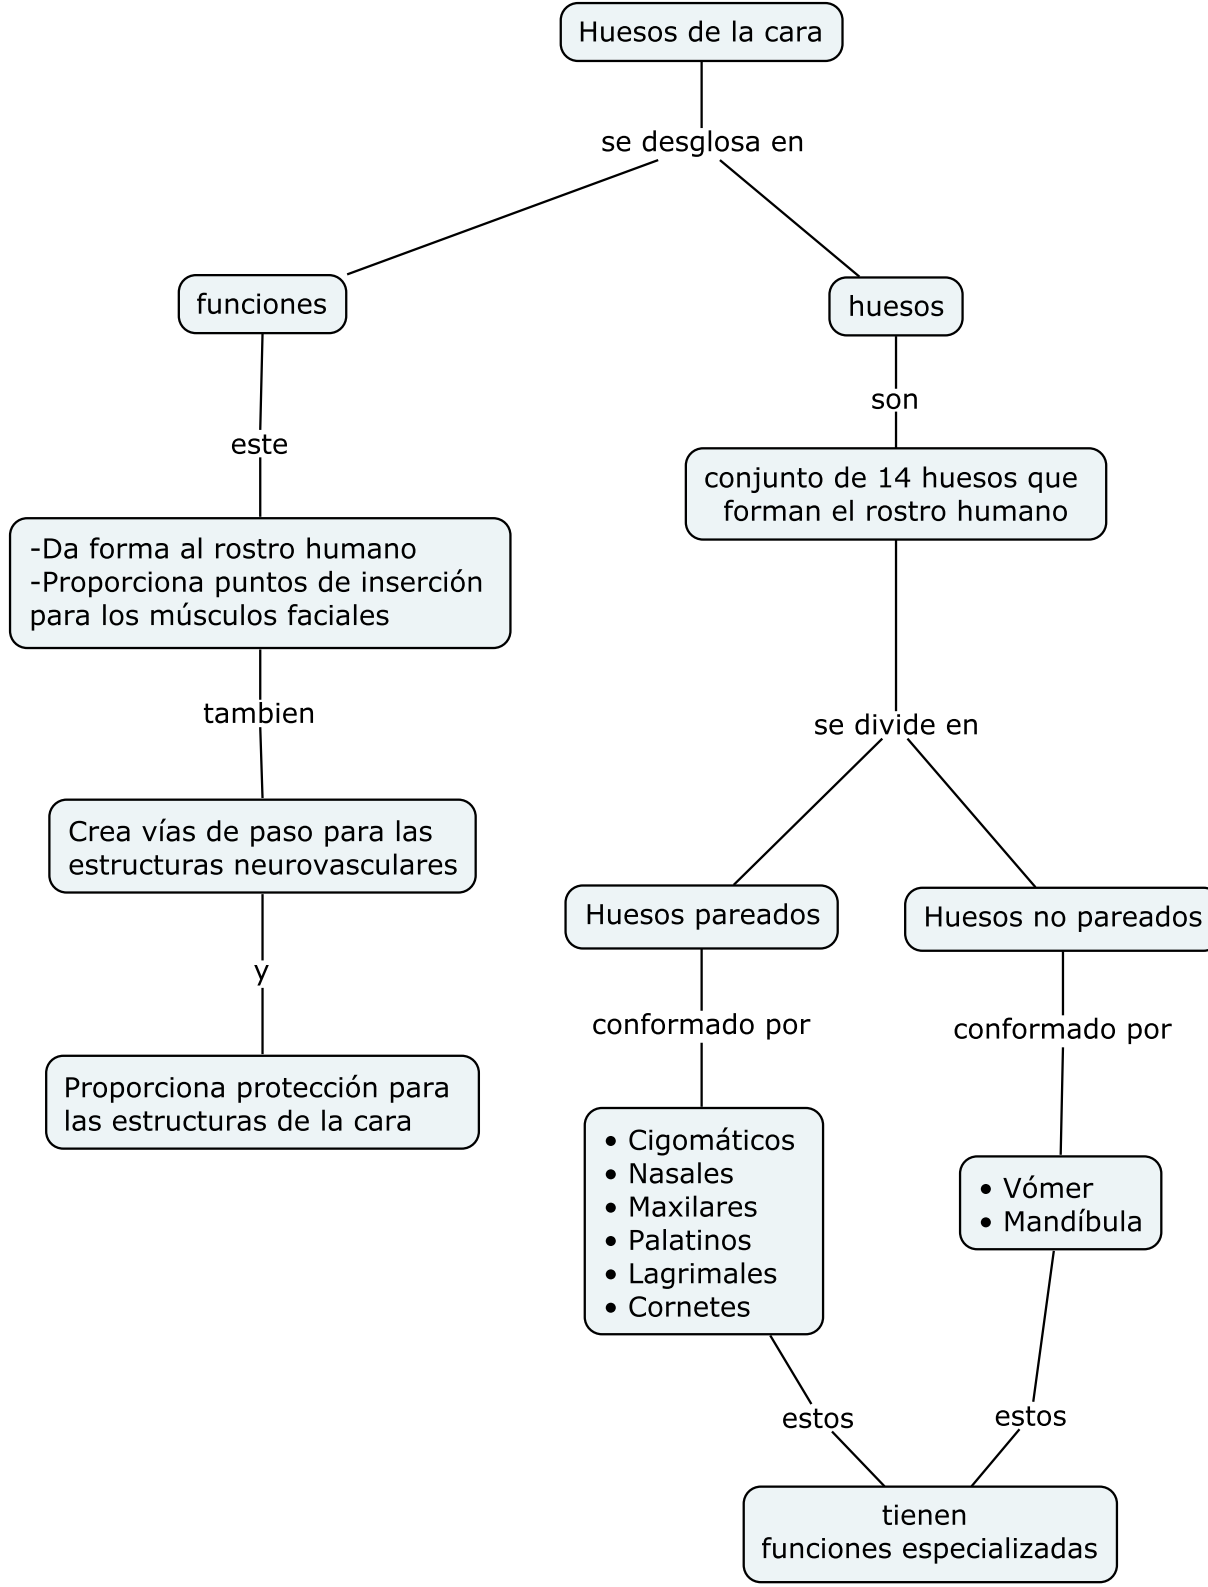 Huesos de la cara
se desglosa en
funciones
este
-Da forma al rostro humano
-Proporciona puntos de inserción
para los músculos faciales
tambien
Crea vías de paso para las
estructuras neurovasculares
y
Proporciona protección para
las estructuras de la cara
huesos
son
conjunto de 14 huesos que
forman el rostro humano
se divide en
Huesos pareados
conformado por
• Cigomáticos
• Nasales
• Maxilares
• Palatinos
• Lagrimales
• Cornetes
estos
Huesos no pareados
conformado por
• Vómer
• Mandíbula
estos
tienen
funciones especializadas